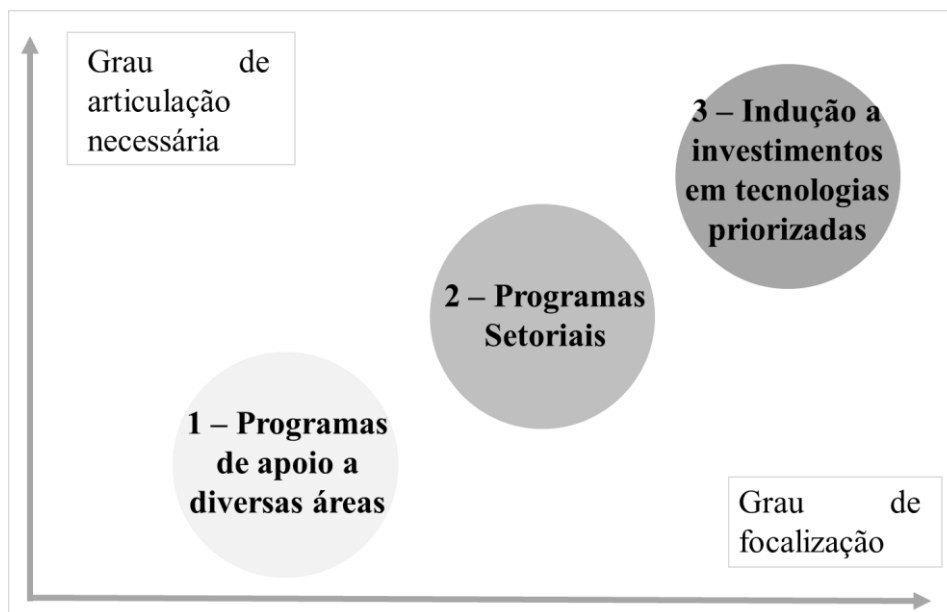 Grau de
articulação
necessária
3 – Indução a
investimentos
em tecnologias
priorizadas
2 – Programas
Setoriais
1 – Programas
de apoio a
diversas áreas
Grau de
focalização